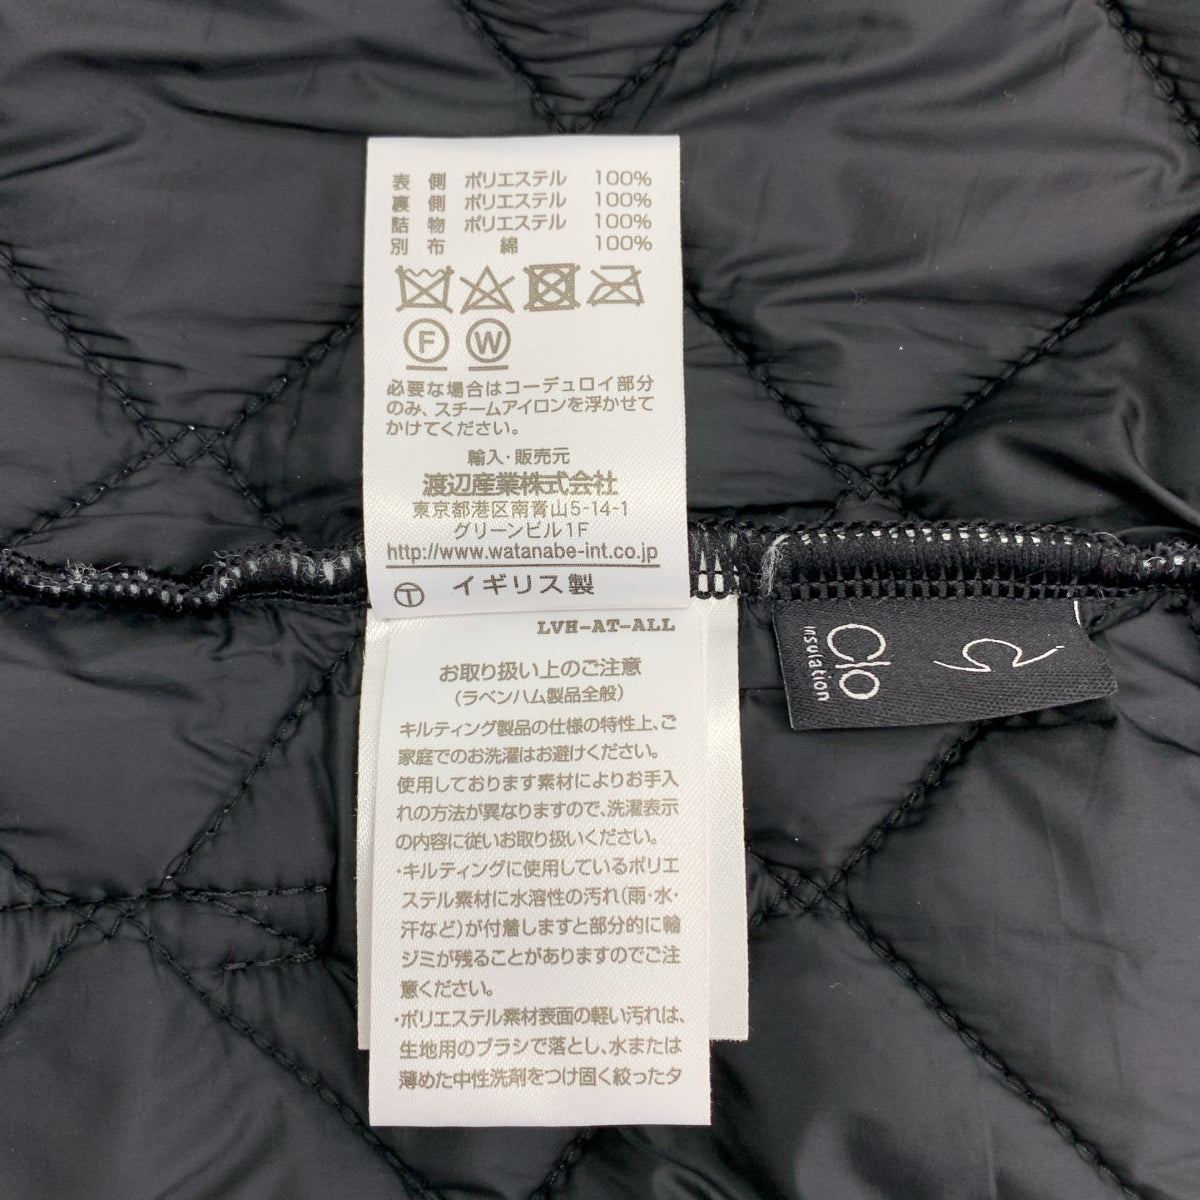 表 側 ポリエステル 100%
裏 側 ポリエステル 100%
詰 物 ポリエステル 100%
別 布 綿 100%
F W
必要な場合はコーデュロイ部分
のみ、スチームアイロンを浮かせて
かけてください。
輸入・販売元
渡辺産業株式会社
東京都港区南青山5-14-1
グリーンビル1F
http://www.watanabe-int.co.jp
T イギリス製
LVH-AT-ALL
お取り扱い上のご注意
(ラベンハム製品全般)
キルティング製品の仕様の特性上、ご
家庭でのお洗濯はお避けください。
使用しております素材によりお手入
れの方法が異なりますので、洗濯表示
の内容に従いお取り扱いください。
・キルティングに使用しているポリエ
ステル素材に水溶性の汚れ(雨・水・
汗など)が付着しますと部分的に輪
ジミが残ることがありますのでご注
意ください。
・ポリエステル素材表面の軽い汚れは、
生地用のブラシで落とし、水または
薄めた中性洗剤をつけ固く絞ったタ
Clo
insulation